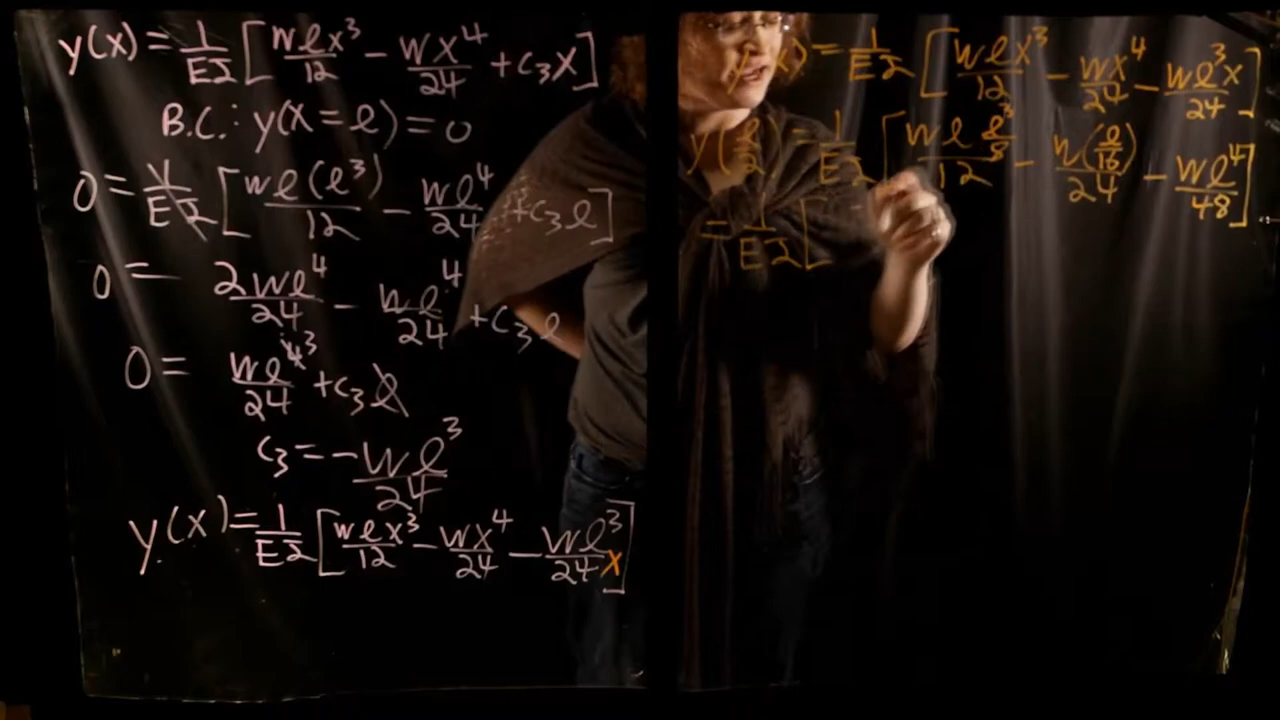 y(x) = 1/EI [wlx³/12 - wx⁴/24 + c₃x]
B.C.: y(x = l) = 0
0 = 1/EI [wl(l³)/12 - wl⁴/24 + c₃l]
0 = 2wl⁴/24 - wl⁴/24 + c₃l
0 = wl⁴³/24 + c₃l
c₃ = -wl³/24
y(x) = 1/EI [wlx³/12 - wx⁴/24 - wl³/24 x]
y(x) = 1/EI [wlx³/12 - wx⁴/24 - wl³x/24]
y(l/2) = 1/EI [wl l³/8/12 - w(l/16)/24 - wl⁴/48]
= 1/EI [